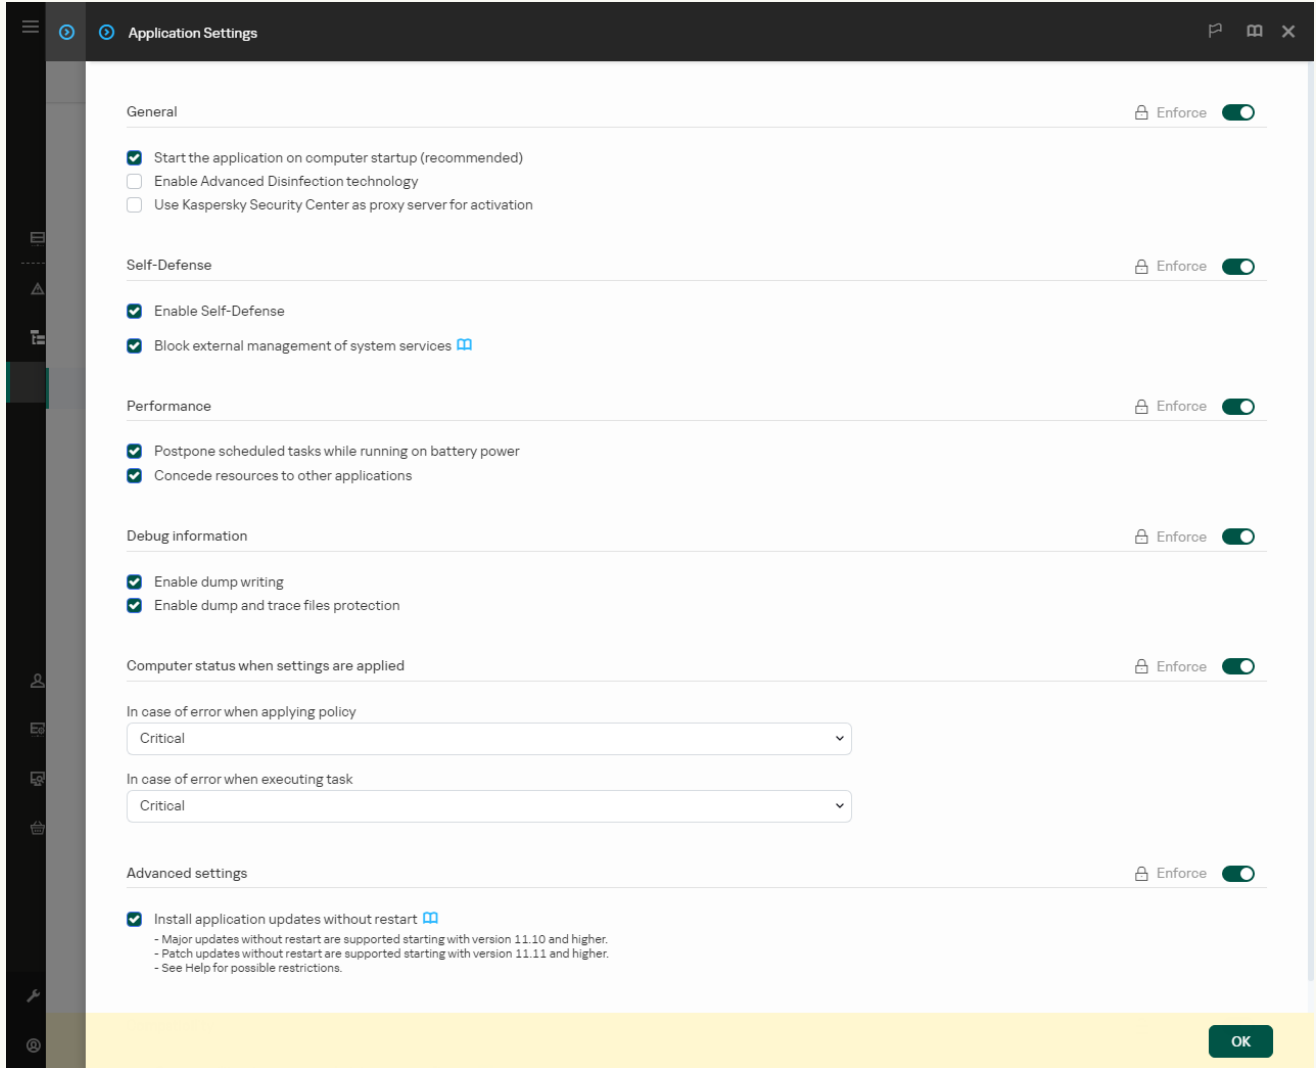 Application Settings
General
Enforce
Start the application on computer startup (recommended)
Enable Advanced Disinfection technology
Use Kaspersky Security Center as proxy server for activation
Self-Defense
Enforce
Enable Self-Defense
Block external management of system services
Performance
Enforce
Postpone scheduled tasks while running on battery power
Concede resources to other applications
Debug information
Enforce
Enable dump writing
Enable dump and trace files protection
Computer status when settings are applied
Enforce
In case of error when applying policy
Critical
In case of error when executing task
Critical
Advanced settings
Enforce
Install application updates without restart
- Major updates without restart are supported starting with version 11.10 and higher.
- Patch updates without restart are supported starting with version 11.11 and higher.
- See Help for possible restrictions.
OK